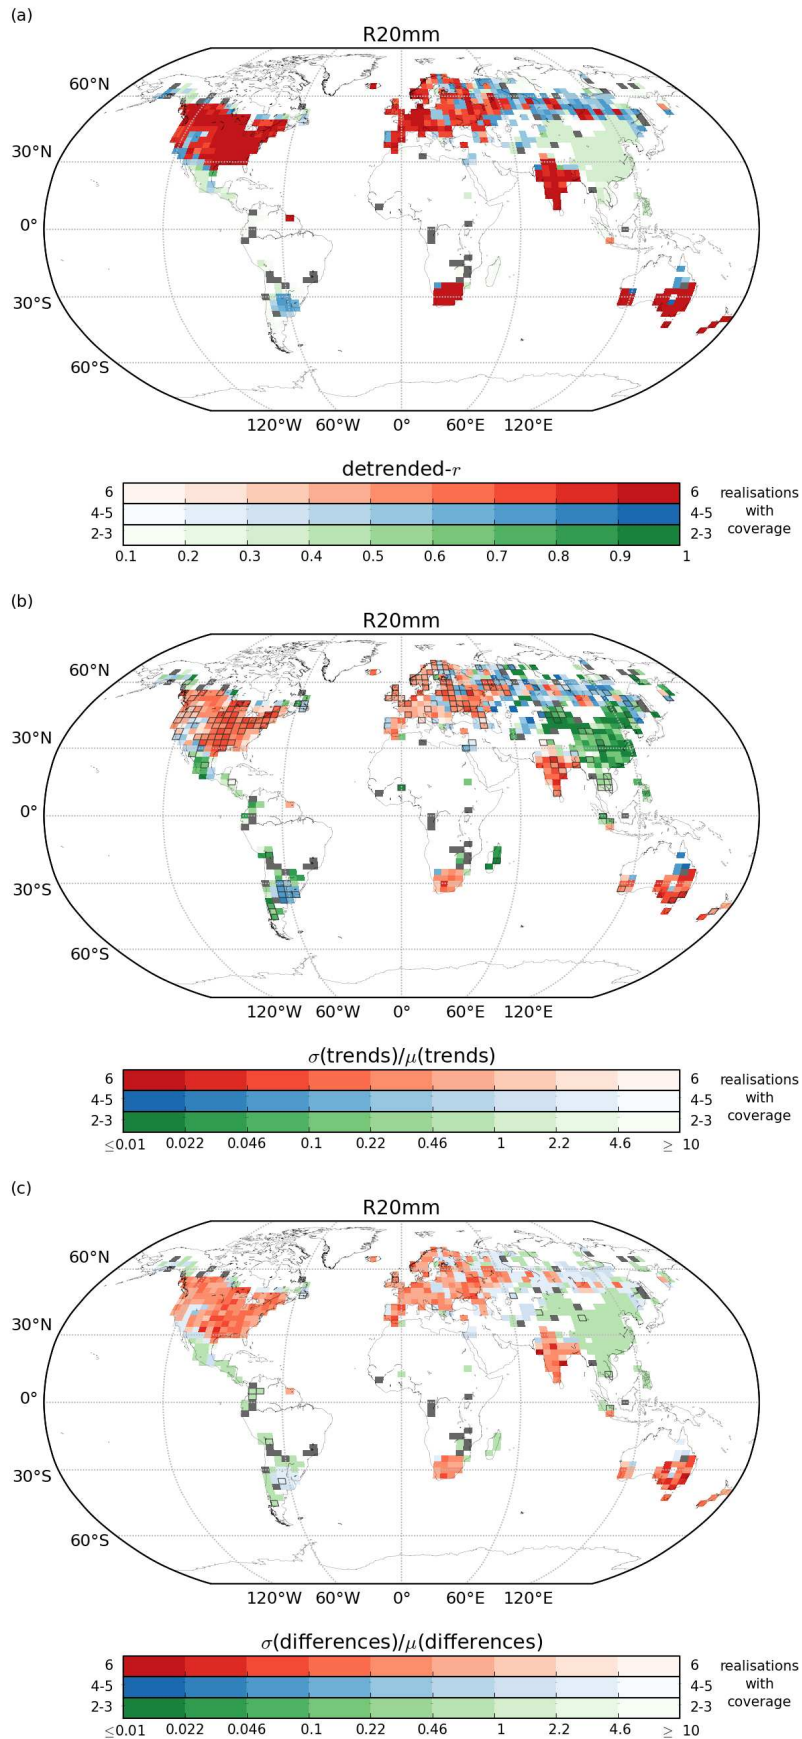 (a)
R20mm
60°N
30°N
0°
30°S
60°S
120°W 60°W 0° 60°E 120°E
detrended-r
6 6 realisations
4-5 4-5 with
2-3 2-3 coverage
0.1 0.2 0.3 0.4 0.5 0.6 0.7 0.8 0.9 1
(b)
R20mm
60°N
30°N
0°
30°S
60°S
120°W 60°W 0° 60°E 120°E
σ(trends)/μ(trends)
6 6 realisations
4-5 4-5 with
2-3 2-3 coverage
≤0.01 0.022 0.046 0.1 0.22 0.46 1 2.2 4.6 ≥ 10
(c)
R20mm
60°N
30°N
0°
30°S
60°S
120°W 60°W 0° 60°E 120°E
σ(differences)/μ(differences)
6 6 realisations
4-5 4-5 with
2-3 2-3 coverage
≤0.01 0.022 0.046 0.1 0.22 0.46 1 2.2 4.6 ≥ 10